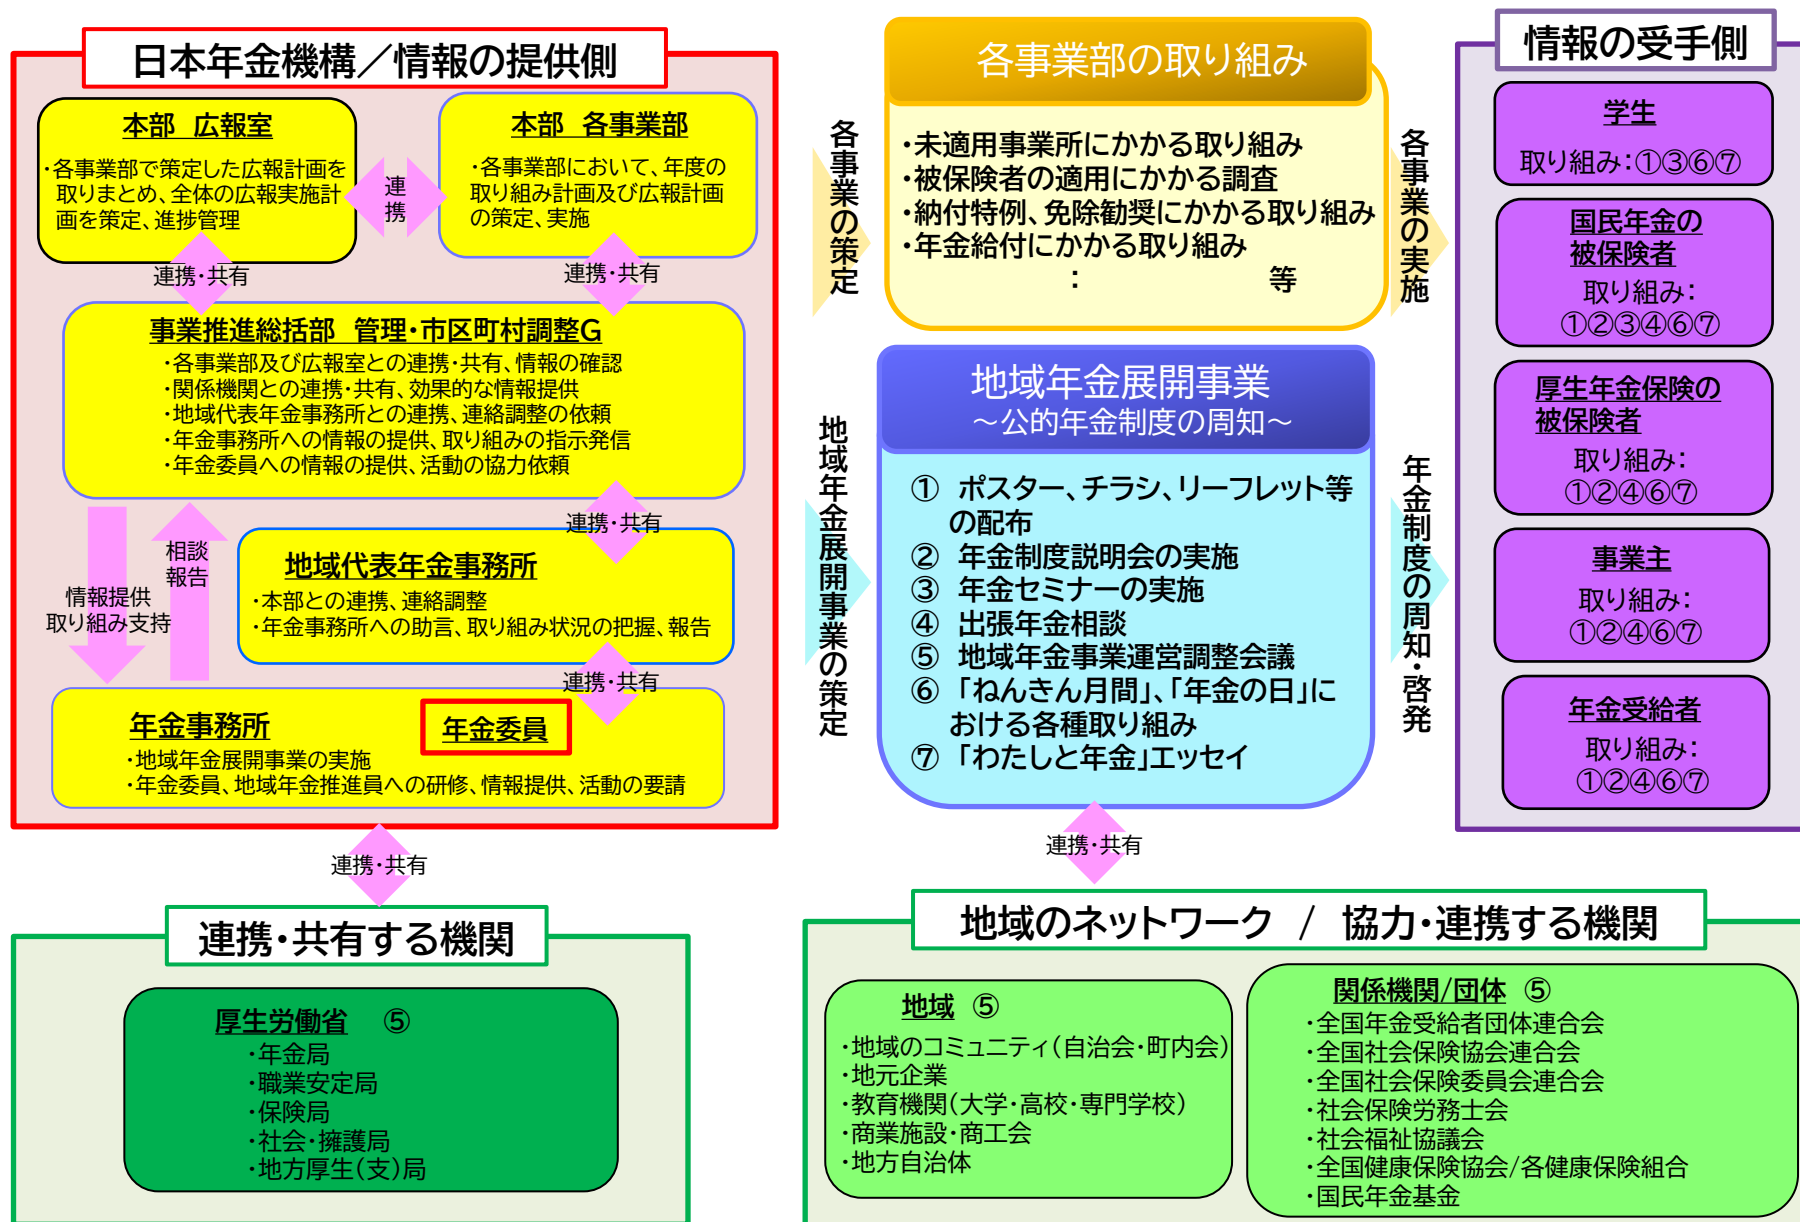 日本年金機構／情報の提供側
本部 広報室
・各事業部で策定した広報計画を
取りまとめ、全体の広報実施計
画を策定、進捗管理
連携
本部 各事業部
・各事業部において、年度の
取り組み計画及び広報計画
の策定、実施
連携・共有
連携・共有
事業推進総括部 管理・市区町村調整G
・各事業部及び広報室との連携・共有、情報の確認
・関係機関との連携・共有、効果的な情報提供
・地域代表年金事務所との連携、連絡調整の依頼
・年金事務所への情報の提供、取り組みの指示発信
・年金委員への情報の提供、活動の協力依頼
連携・共有
相談
報告
情報提供
取り組み支持
地域代表年金事務所
・本部との連携、連絡調整
・年金事務所への助言、取り組み状況の把握、報告
連携・共有
年金事務所
年金委員
・地域年金展開事業の実施
・年金委員、地域年金推進員への研修、情報提供、活動の要請
連携・共有
連携・共有する機関
厚生労働省 ⑤
・年金局
・職業安定局
・保険局
・社会・擁護局
・地方厚生(支)局
各事業の策定
各事業部の取り組み
・未適用事業所にかかる取り組み
・被保険者の適用にかかる調査
・納付特例、免除勧奨にかかる取り組み
・年金給付にかかる取り組み
： 等
各事業の実施
地域年金展開事業の策定
地域年金展開事業
～公的年金制度の周知～
① ポスター、チラシ、リーフレット等
の配布
② 年金制度説明会の実施
③ 年金セミナーの実施
④ 出張年金相談
⑤ 地域年金事業運営調整会議
⑥ 「ねんきん月間」、「年金の日」に
おける各種取り組み
⑦ 「わたしと年金」エッセイ
年金制度の周知・啓発
連携・共有
地域のネットワーク / 協力・連携する機関
地域 ⑤
・地域のコミュニティ(自治会・町内会)
・地元企業
・教育機関(大学・高校・専門学校)
・商業施設・商工会
・地方自治体
関係機関/団体 ⑤
・全国年金受給者団体連合会
・全国社会保険協会連合会
・全国社会保険委員会連合会
・社会保険労務士会
・社会福祉協議会
・全国健康保険協会/各健康保険組合
・国民年金基金
情報の受手側
学生
取り組み：①③⑥⑦
国民年金の
被保険者
取り組み：
①②③④⑥⑦
厚生年金保険の
被保険者
取り組み：
①②④⑥⑦
事業主
取り組み：
①②④⑥⑦
年金受給者
取り組み：
①②④⑥⑦